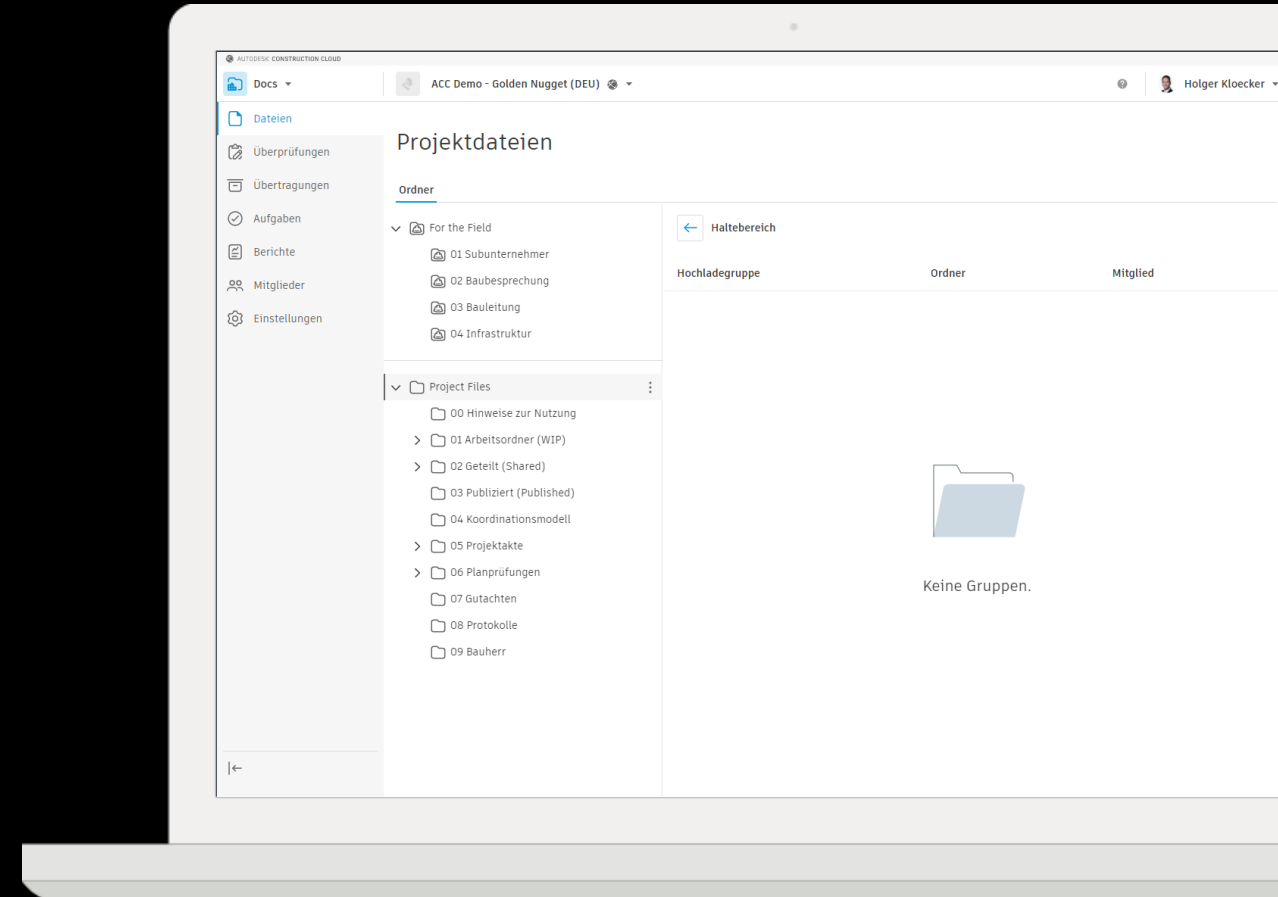 AUTODESK CONSTRUCTION CLOUD
Docs
ACC Demo - Golden Nugget (DEU)
Holger Kloecker
Dateien
Überprüfungen
Übertragungen
Aufgaben
Berichte
Mitglieder
Einstellungen
Projektdateien
Ordner
For the Field
01 Subunternehmer
02 Baubesprechung
03 Bauleitung
04 Infrastruktur
Project Files
00 Hinweise zur Nutzung
01 Arbeitsordner (WIP)
02 Geteilt (Shared)
03 Publiziert (Published)
04 Koordinationsmodell
05 Projektakte
06 Planprüfungen
07 Gutachten
08 Protokolle
09 Bauherr
Haltebereich
Hochladegruppe Ordner Mitglied
Keine Gruppen.